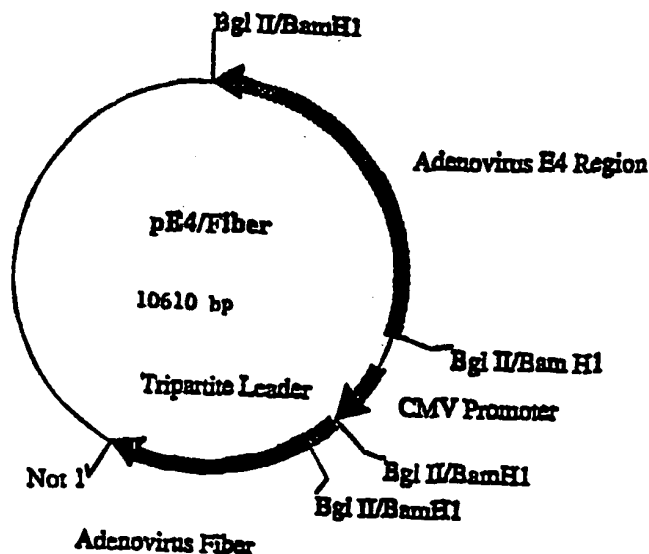 Bgl II/BamH1
Adenovirus E4 Region
pE4/Fiber
10610 bp
Bgl II/Bam H1
Tripartite Leader
CMV Promoter
Bgl II/BamH1
Not 1
Bgl II/BamH1
Adenovirus Fiber